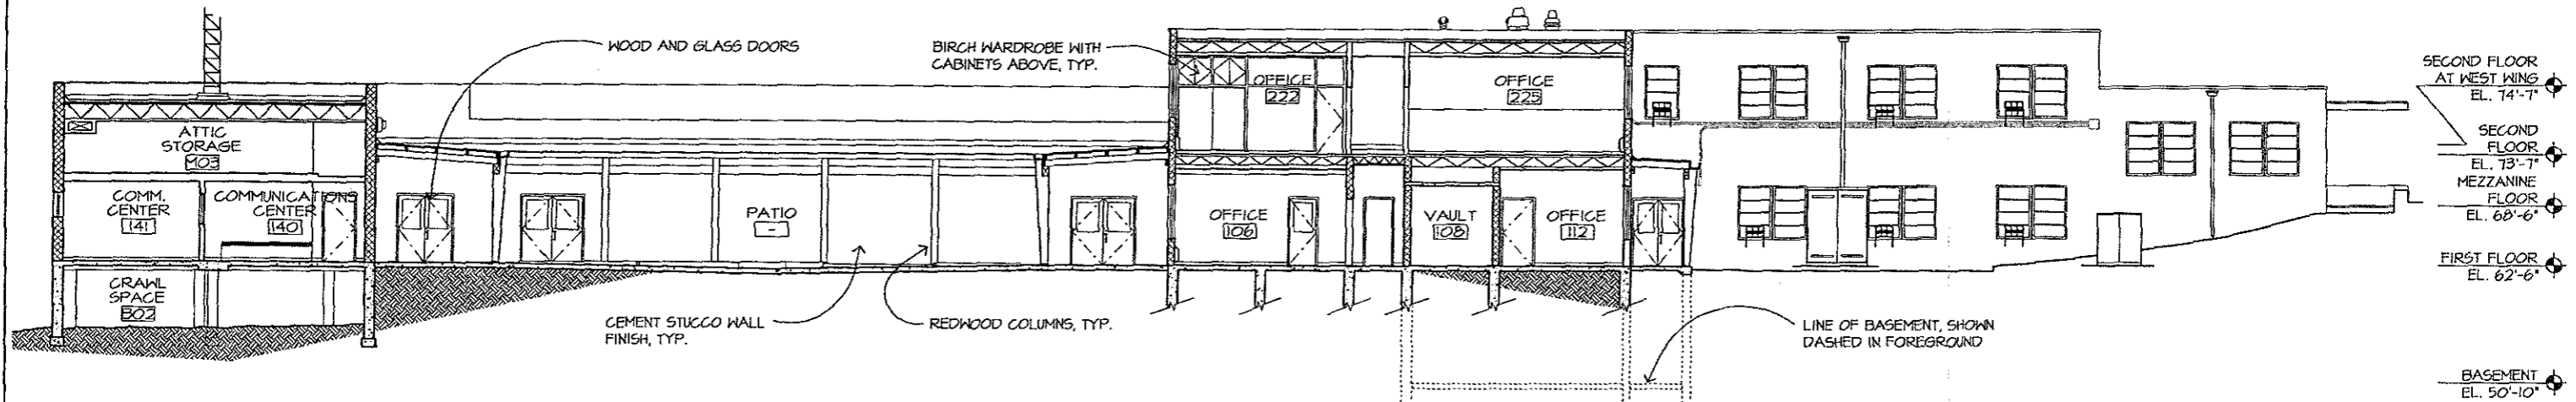 WOOD AND GLASS DOORS
BIRCH WARDROBE WITH
CABINETS ABOVE, TYP.
ATTIC
STORAGE
M03
COMM.
CENTER
141
COMMUNICATIONS
CENTER
140
CRAWL
SPACE
B02
PATIO
-
CEMENT STUCCO WALL
FINISH, TYP.
REDWOOD COLUMNS, TYP.
OFFICE
222
OFFICE
225
OFFICE
106
VAULT
108
OFFICE
112
LINE OF BASEMENT, SHOWN
DASHED IN FOREGROUND
SECOND FLOOR
AT WEST WING
EL. 74'-7"
SECOND
FLOOR
EL. 73'-7"
MEZZANINE
FLOOR
EL. 68'-6"
FIRST FLOOR
EL. 62'-6"
BASEMENT
EL. 50'-10"